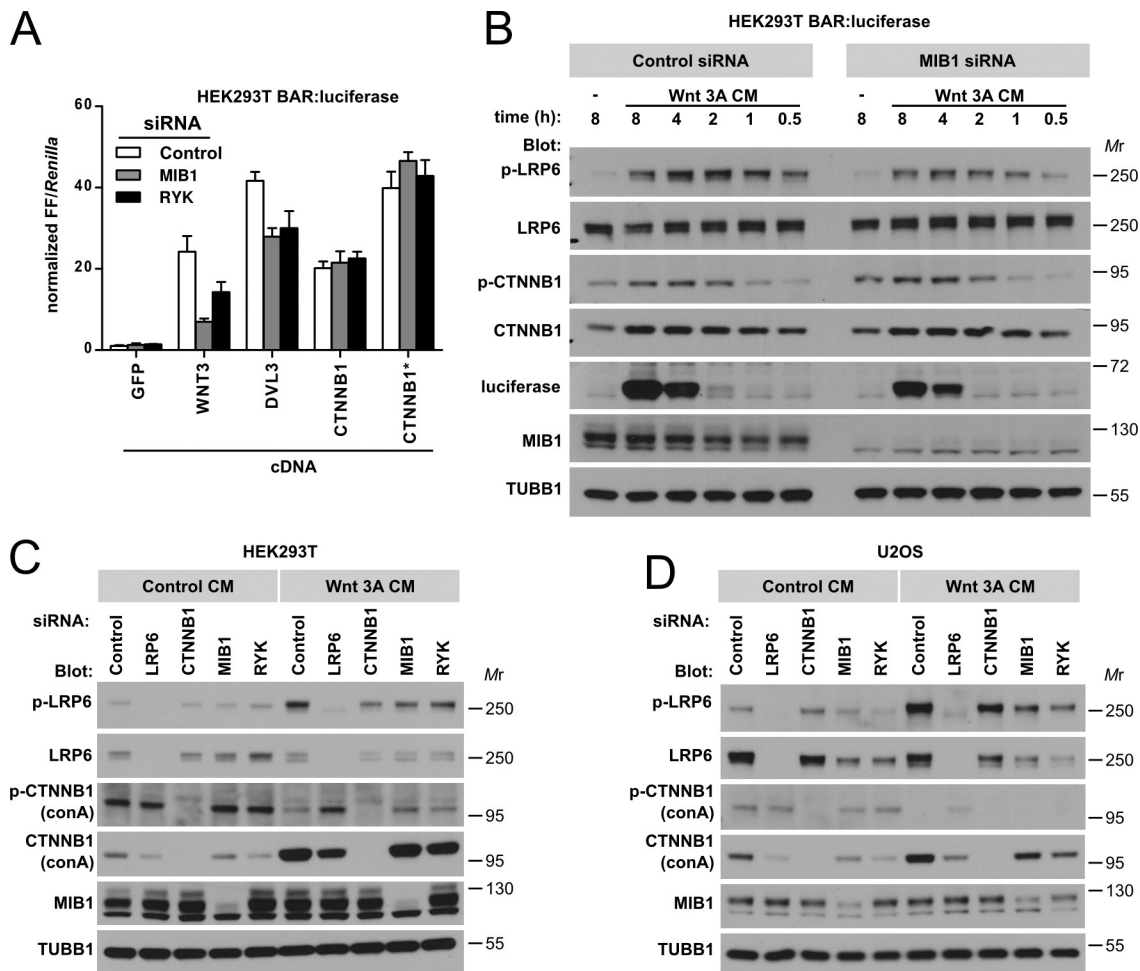 A
HEK293T BAR:luciferase
siRNA
Control
MIB1
RYK
normalized FF/Renilla
60
40
20
0
GFP
WNT3
DVL3
CTNNB1
CTNNB1*
cDNA
B
HEK293T BAR:luciferase
Control siRNA MIB1 siRNA
- Wnt 3A CM - Wnt 3A CM
time (h): 8 8 4 2 1 0.5 8 8 4 2 1 0.5
Blot: Mr
p-LRP6 250
LRP6 250
p-CTNNB1 95
CTNNB1 95
luciferase 72
MIB1 130
TUBB1 55
C
HEK293T
Control CM Wnt 3A CM
siRNA: Control LRP6 CTNNB1 MIB1 RYK Control LRP6 CTNNB1 MIB1 RYK
Blot: Mr
p-LRP6 250
LRP6 250
p-CTNNB1
(conA) 95
CTNNB1
(conA) 95
MIB1 130
TUBB1 55
D
U2OS
Control CM Wnt 3A CM
siRNA: Control LRP6 CTNNB1 MIB1 RYK Control LRP6 CTNNB1 MIB1 RYK
Blot: Mr
p-LRP6 250
LRP6 250
p-CTNNB1
(conA) 95
CTNNB1
(conA) 95
MIB1 130
TUBB1 55